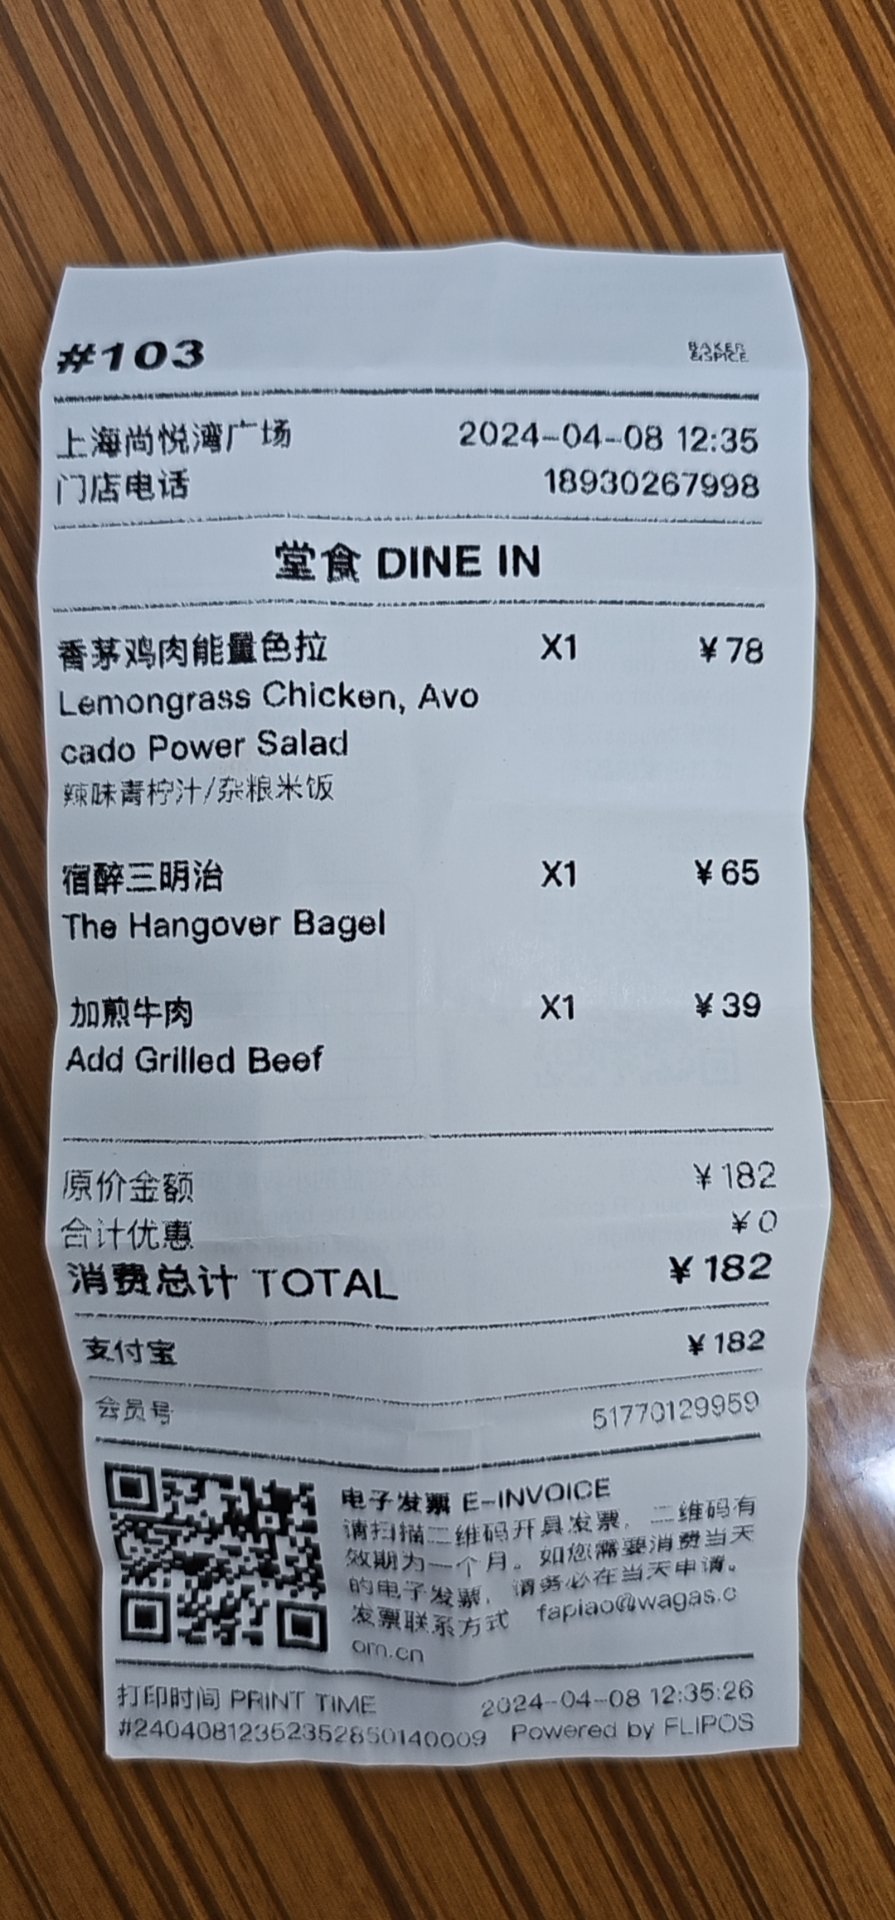 #103 BAKER &SPICE
上海尚悦湾广场 2024-04-08 12:35
门店电话 18930267998
堂食 DINE IN
香茅鸡肉能量色拉 X1 ¥78
Lemongrass Chicken, Avo
cado Power Salad
辣味青柠汁/杂粮米饭
宿醉三明治 X1 ¥65
The Hangover Bagel
加煎牛肉 X1 ¥39
Add Grilled Beef
原价金额 ¥182
合计优惠 ¥0
消费总计 TOTAL ¥182
支付宝 ¥182
会员号 51770129959
电子发票 E-INVOICE
请扫描二维码开具发票，二维码有
效期为一个月。如您需要消费当天
的电子发票，请务必在当天申请。
发票联系方式 fapiao@wagas.c
om.cn
打印时间 PRINT TIME 2024-04-08 12:35:26
#24040812352352850140009 Powered by FLIPOS